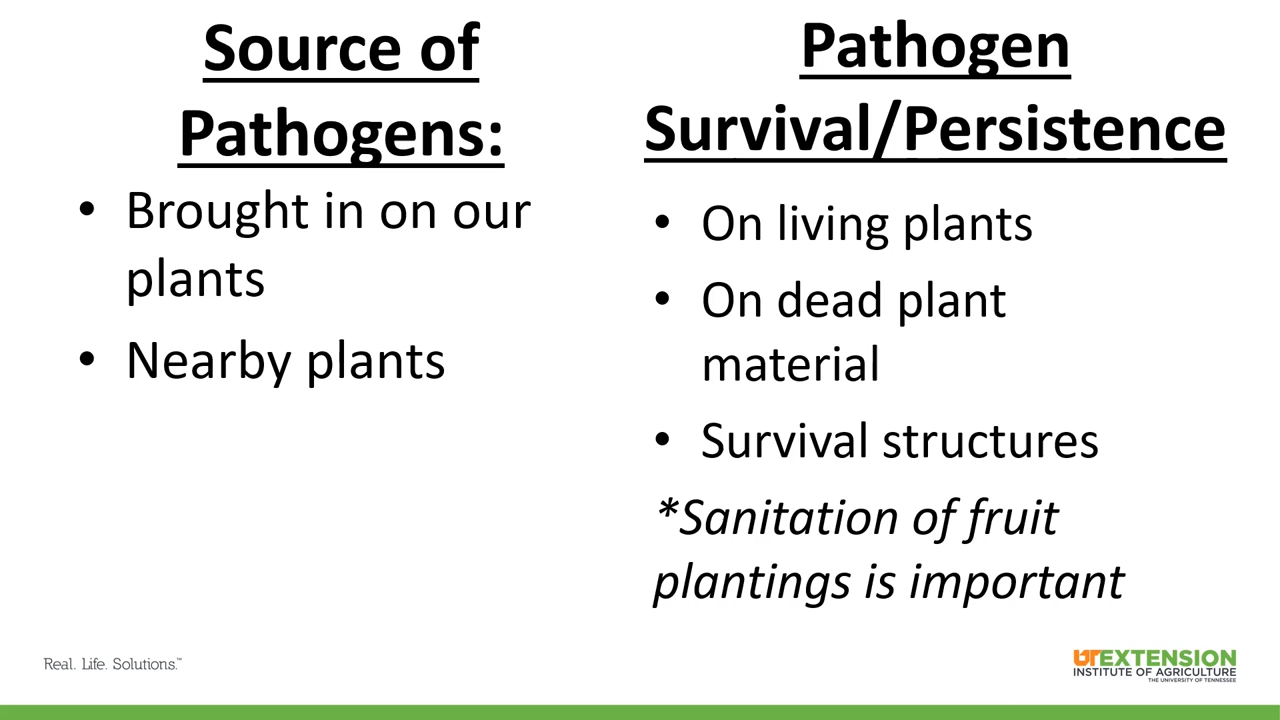 Source of
Pathogens:
• Brought in on our
plants
• Nearby plants
Pathogen
Survival/Persistence
• On living plants
• On dead plant
material
• Survival structures
*Sanitation of fruit
plantings is important
Real. Life. Solutions.™
UT EXTENSION
INSTITUTE OF AGRICULTURE
THE UNIVERSITY OF TENNESSEE